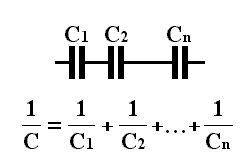 C1 C2 Cn
1/C = 1/C1 + 1/C2 +...+ 1/Cn